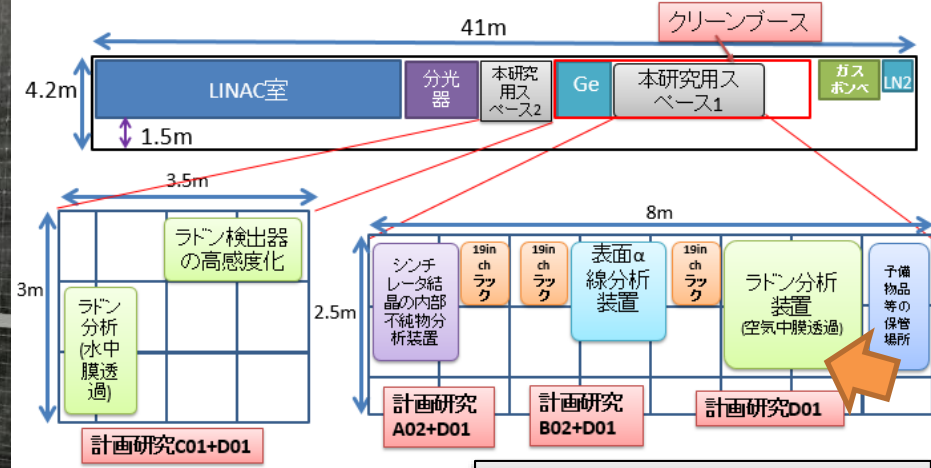 クリーンブース
41m
4.2m
LINAC室
分光
器
本研究
用ス
ペース2
Ge
本研究用ス
ペース1
ガス
ボンベ
LN2
1.5m
3.5m
3m
ラドン検出器
の高感度化
ラドン
分析
(水中
膜透
過)
計画研究C01+D01
8m
2.5m
シンチ
レータ結
晶の内部
不純物分
析装置
19in
ch
ラッ
ク
19in
ch
ラッ
ク
表面α
線分析
装置
19in
ch
ラッ
ク
ラドン分析
装置
(空気中膜透過)
予備
物品
等の
保管
場所
計画研究
A02+D01
計画研究
B02+D01
計画研究D01